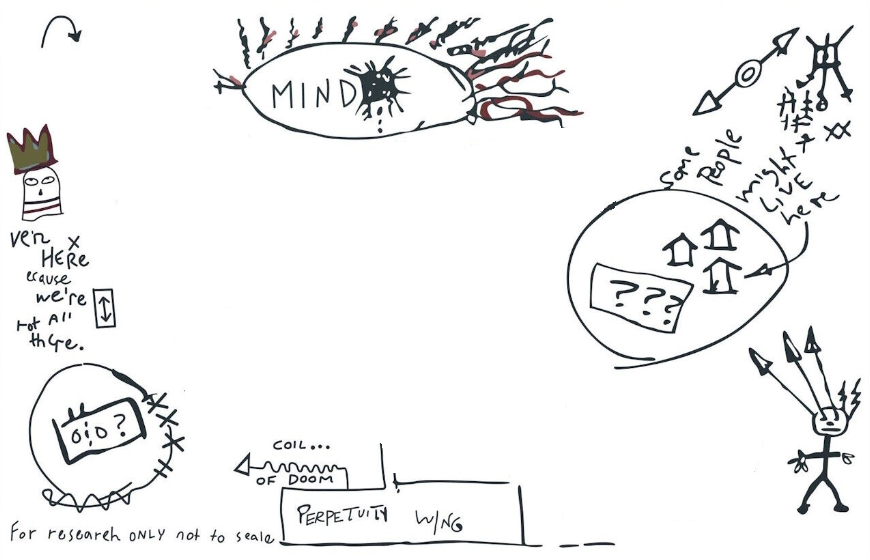 MIND
Some
People
might
LIVE
here
???
ve'n
HERe
ecause
we're
not All
there.
COIL...
OF DOOM
PERPETUITY WING
For research ONLY not to scale